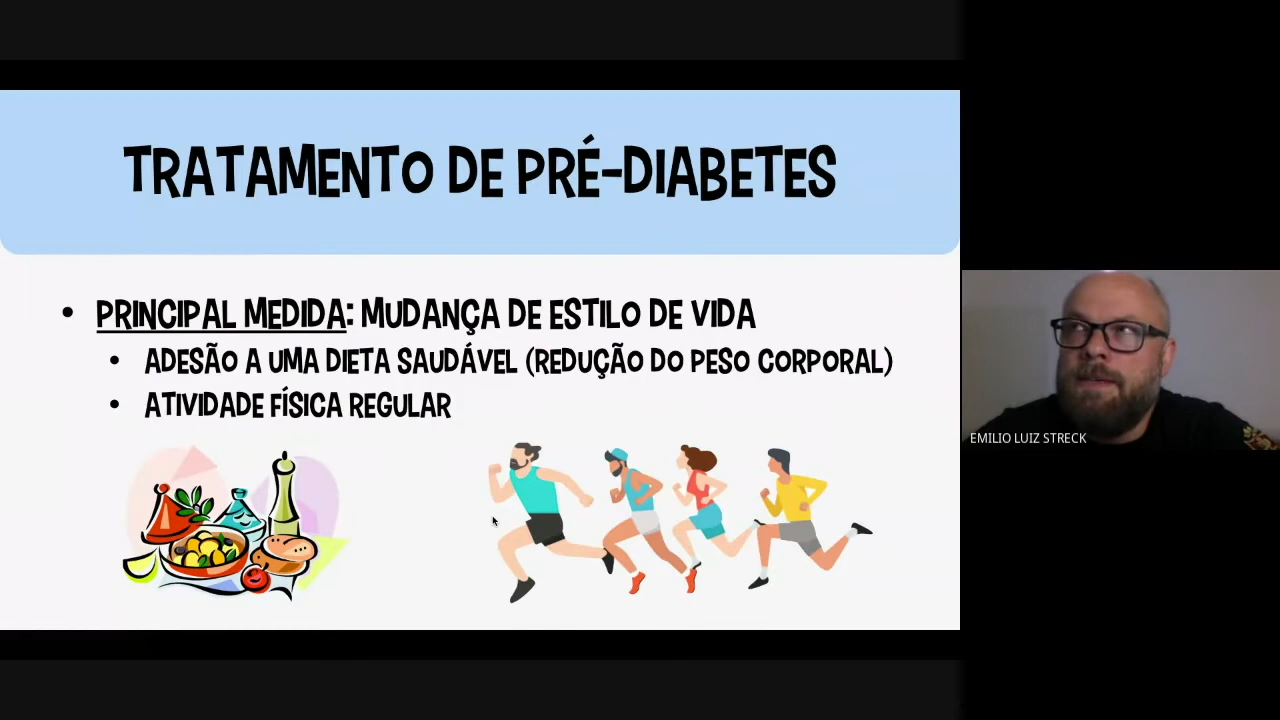 TRATAMENTO DE PRÉ-DIABETES
• PRINCIPAL MEDIDA: MUDANÇA DE ESTILO DE VIDA
• ADESÃO A UMA DIETA SAUDÁVEL (REDUÇÃO DO PESO CORPORAL)
• ATIVIDADE FÍSICA REGULAR
EMILIO LUIZ STRECK